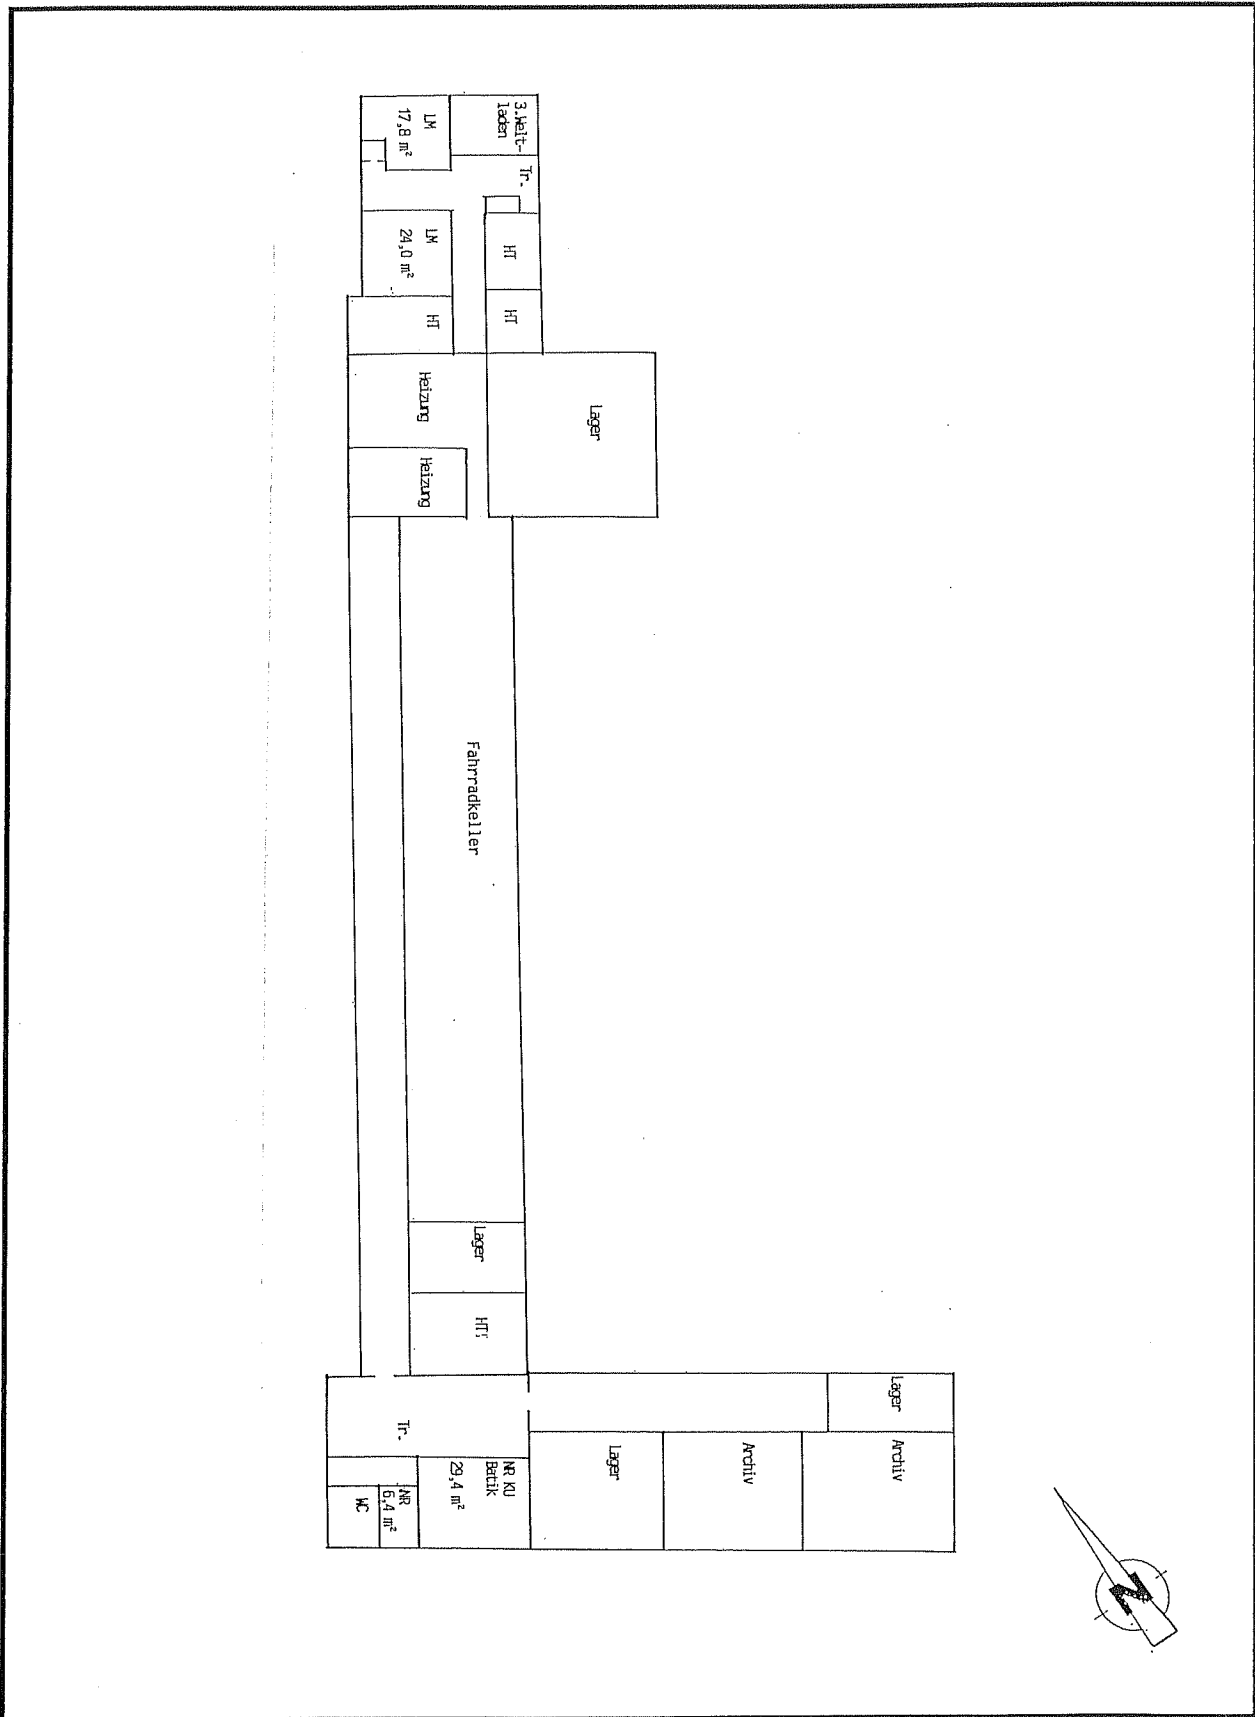 3.Welt-
laden
LM
17,8 m²
Tr.
LM
24,0 m²
HT
HT
HT
Heizung
Lager
Heizung
Fahrradkeller
Lager
HT
Lager
Tr.
NR KU
Batik
29,4 m²
NR
6,4 m²
WC
Lager
Archiv
Archiv
N